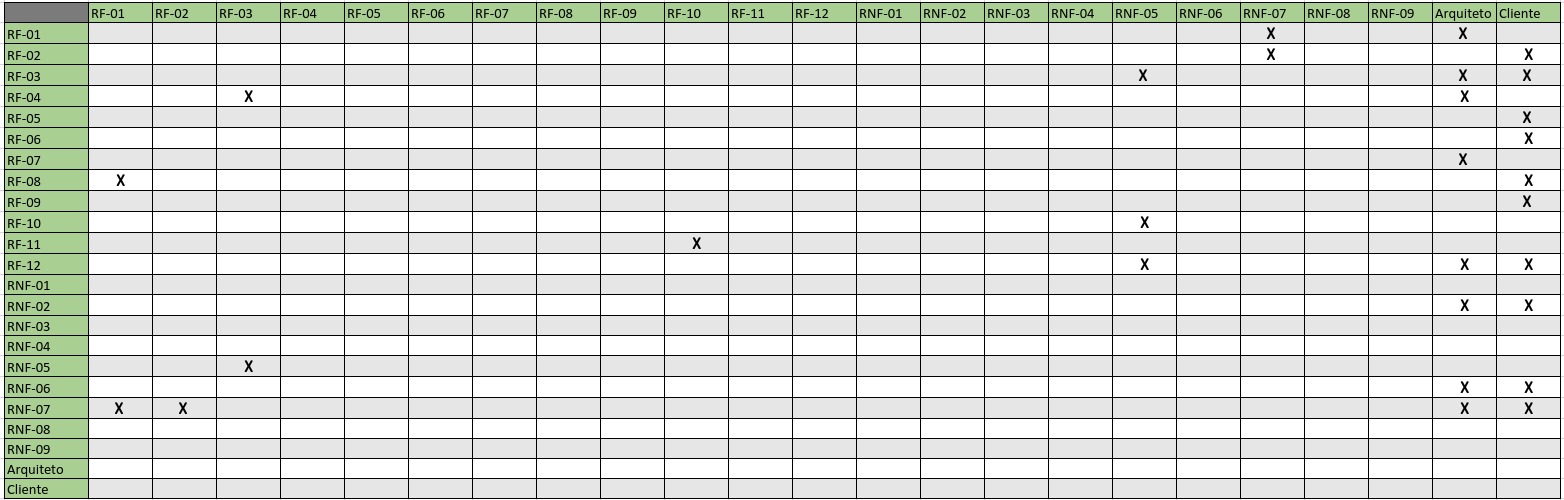 RF-01 RF-02 RF-03 RF-04 RF-05 RF-06 RF-07 RF-08 RF-09 RF-10 RF-11 RF-12 RNF-01 RNF-02 RNF-03 RNF-04 RNF-05 RNF-06 RNF-07 RNF-08 RNF-09 Arquiteto Cliente
RF-01 X X
RF-02 X X
RF-03 X X X
RF-04 X X
RF-05 X
RF-06 X
RF-07 X
RF-08 X X
RF-09 X
RF-10 X
RF-11 X
RF-12 X X X
RNF-01
RNF-02 X X
RNF-03
RNF-04
RNF-05 X
RNF-06 X X
RNF-07 X X X X
RNF-08
RNF-09
Arquiteto
Cliente